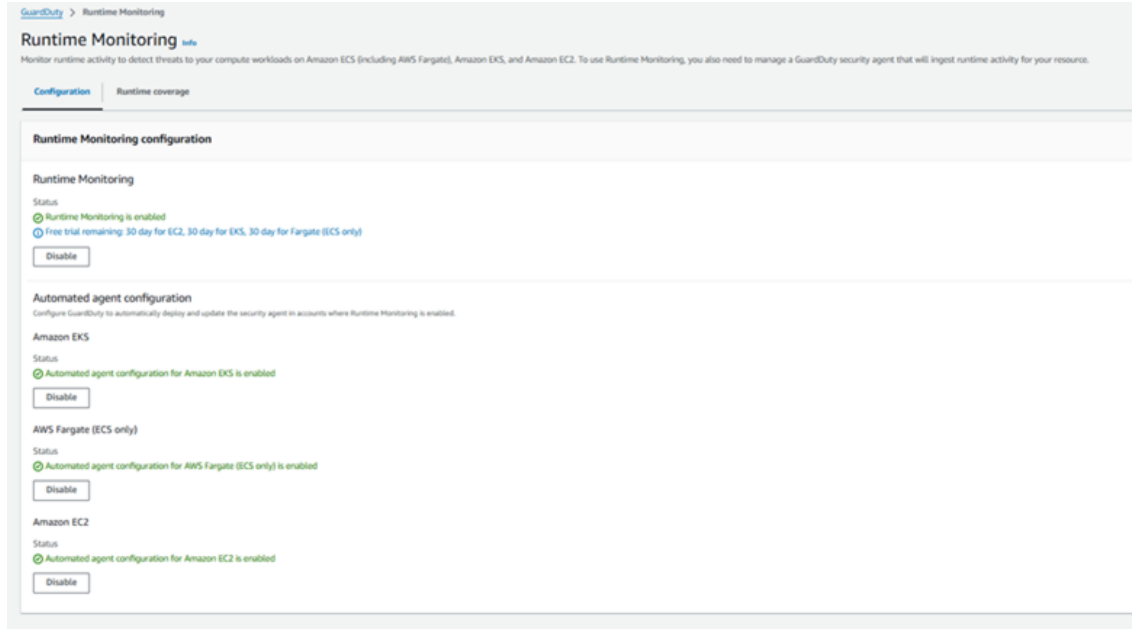 GuardDuty > Runtime Monitoring
Runtime Monitoring Info
Monitor runtime activity to detect threats to your compute workloads on Amazon ECS (including AWS Fargate), Amazon EKS, and Amazon EC2. To use Runtime Monitoring, you also need to manage a GuardDuty security agent that will ingest runtime activity for your resource.
Configuration Runtime coverage
Runtime Monitoring configuration
Runtime Monitoring
Status
Runtime Monitoring is enabled
Free trial remaining: 30 day for EC2, 30 day for EKS, 30 day for Fargate (ECS only)
Disable
Automated agent configuration
Configure GuardDuty to automatically deploy and update the security agent in accounts where Runtime Monitoring is enabled.
Amazon EKS
Status
Automated agent configuration for Amazon EKS is enabled
Disable
AWS Fargate (ECS only)
Status
Automated agent configuration for AWS Fargate (ECS only) is enabled
Disable
Amazon EC2
Status
Automated agent configuration for Amazon EC2 is enabled
Disable